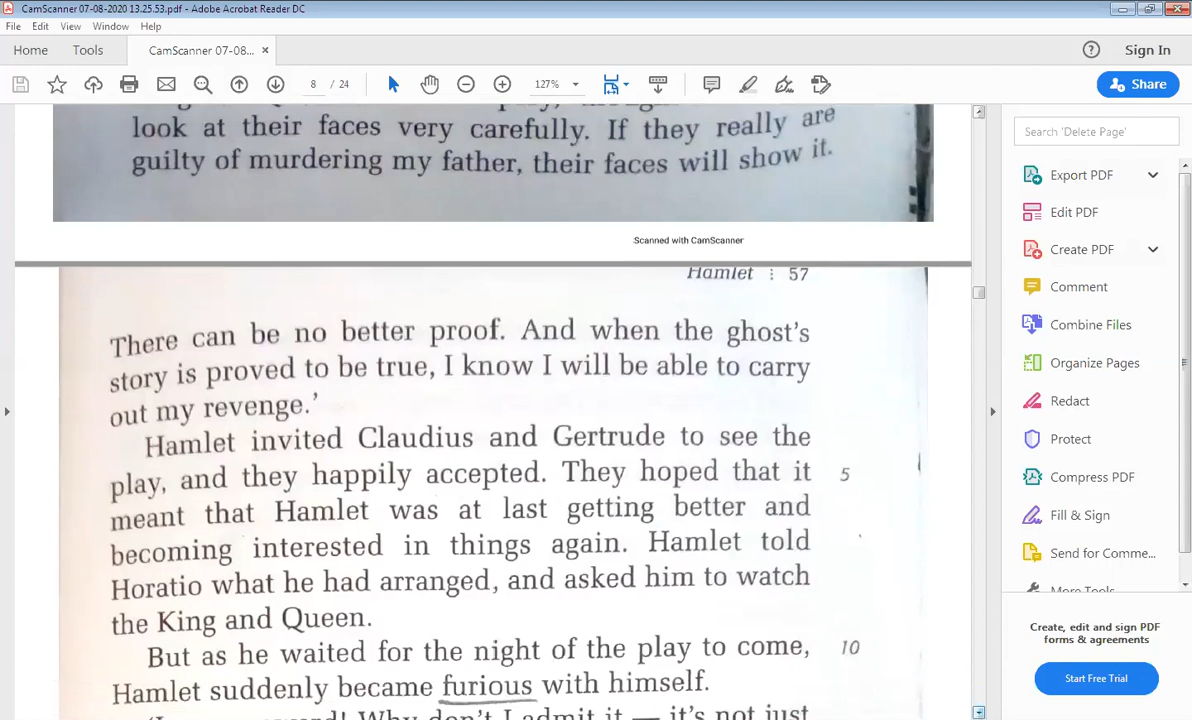 CamScanner 07-08-2020 13.25.53.pdf - Adobe Acrobat Reader DC
File Edit View Window Help
Home Tools CamScanner 07-08... × Sign In
8 / 24 127% Share
look at their faces very carefully. If they really are
guilty of murdering my father, their faces will show it.
Scanned with CamScanner
Hamlet ⋮ 57
There can be no better proof. And when the ghost's
story is proved to be true, I know I will be able to carry
out my revenge.'
Hamlet invited Claudius and Gertrude to see the
play, and they happily accepted. They hoped that it 5
meant that Hamlet was at last getting better and
becoming interested in things again. Hamlet told
Horatio what he had arranged, and asked him to watch
the King and Queen.
But as he waited for the night of the play to come, 10
Hamlet suddenly became furious with himself.
Why don't I admit it — it's not just
Search 'Delete Page'
Export PDF
Edit PDF
Create PDF
Comment
Combine Files
Organize Pages
Redact
Protect
Compress PDF
Fill & Sign
Send for Comme...
More Tools
Create, edit and sign PDF
forms & agreements
Start Free Trial